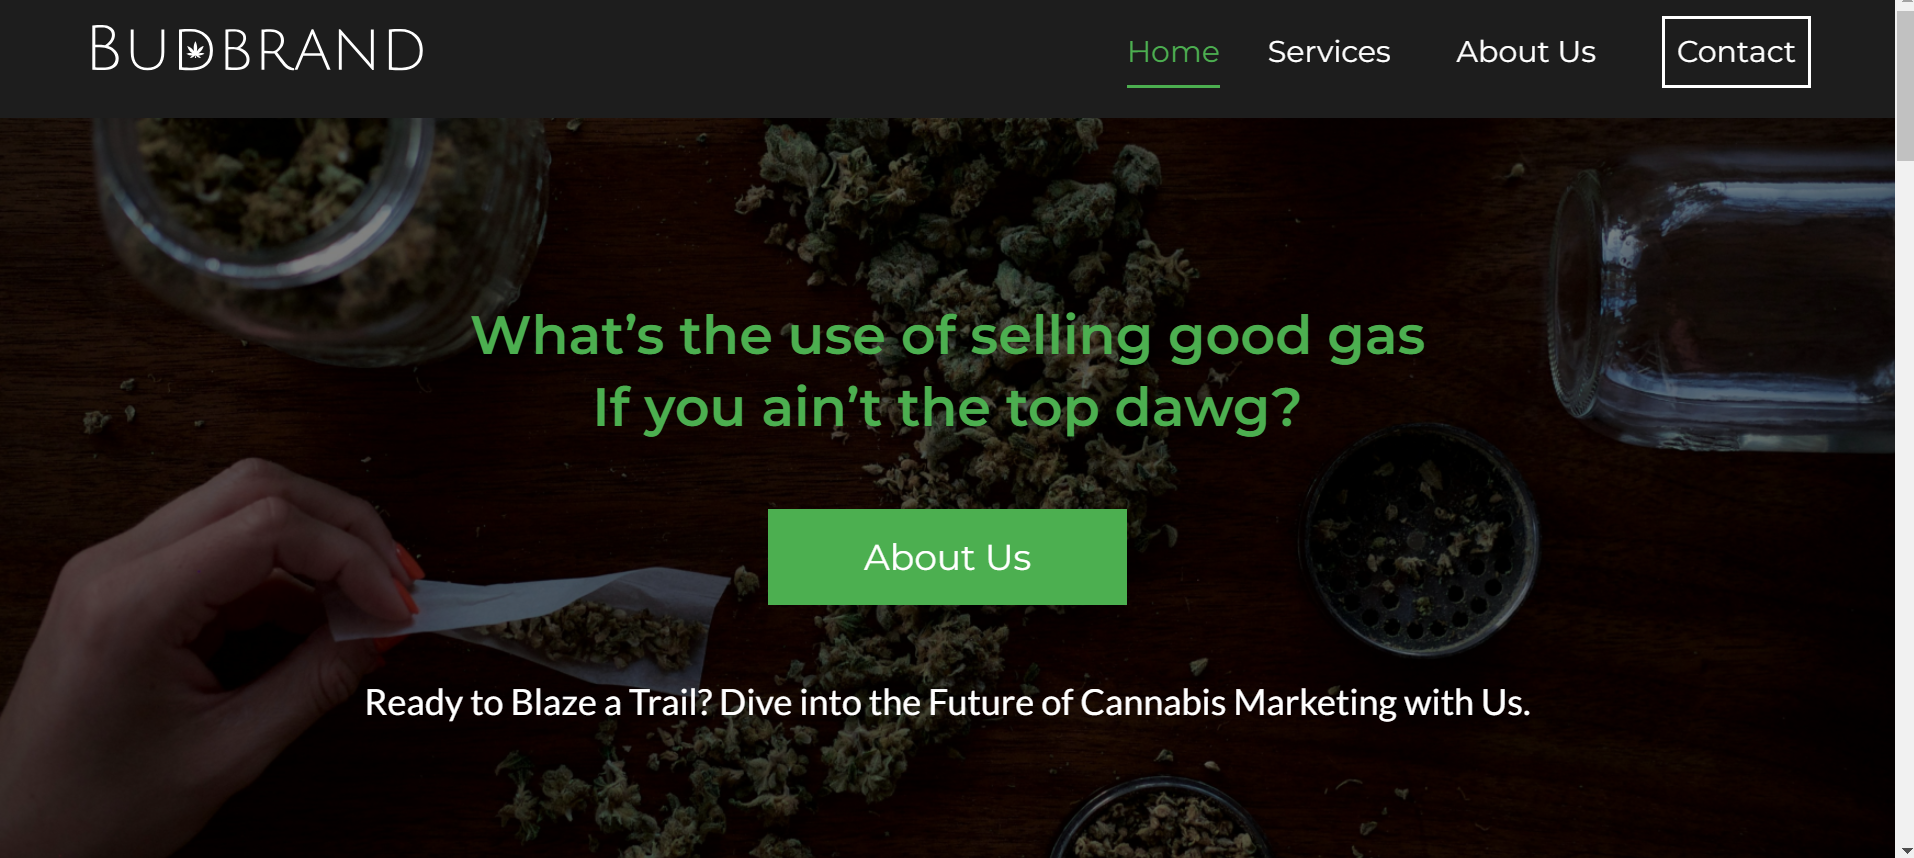 BUDBRAND
Home
Services
About Us
Contact
What’s the use of selling good gas
If you ain’t the top dawg?
About Us
Ready to Blaze a Trail? Dive into the Future of Cannabis Marketing with Us.